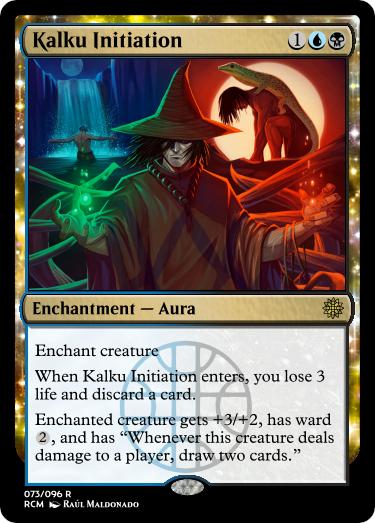 Kalku Initiation 1
Enchantment — Aura
Enchant creature
When Kalku Initiation enters, you lose 3
life and discard a card.
Enchanted creature gets +3/+2, has ward
2, and has “Whenever this creature deals
damage to a player, draw two cards.”
073/096 R
RCM Raúl Maldonado